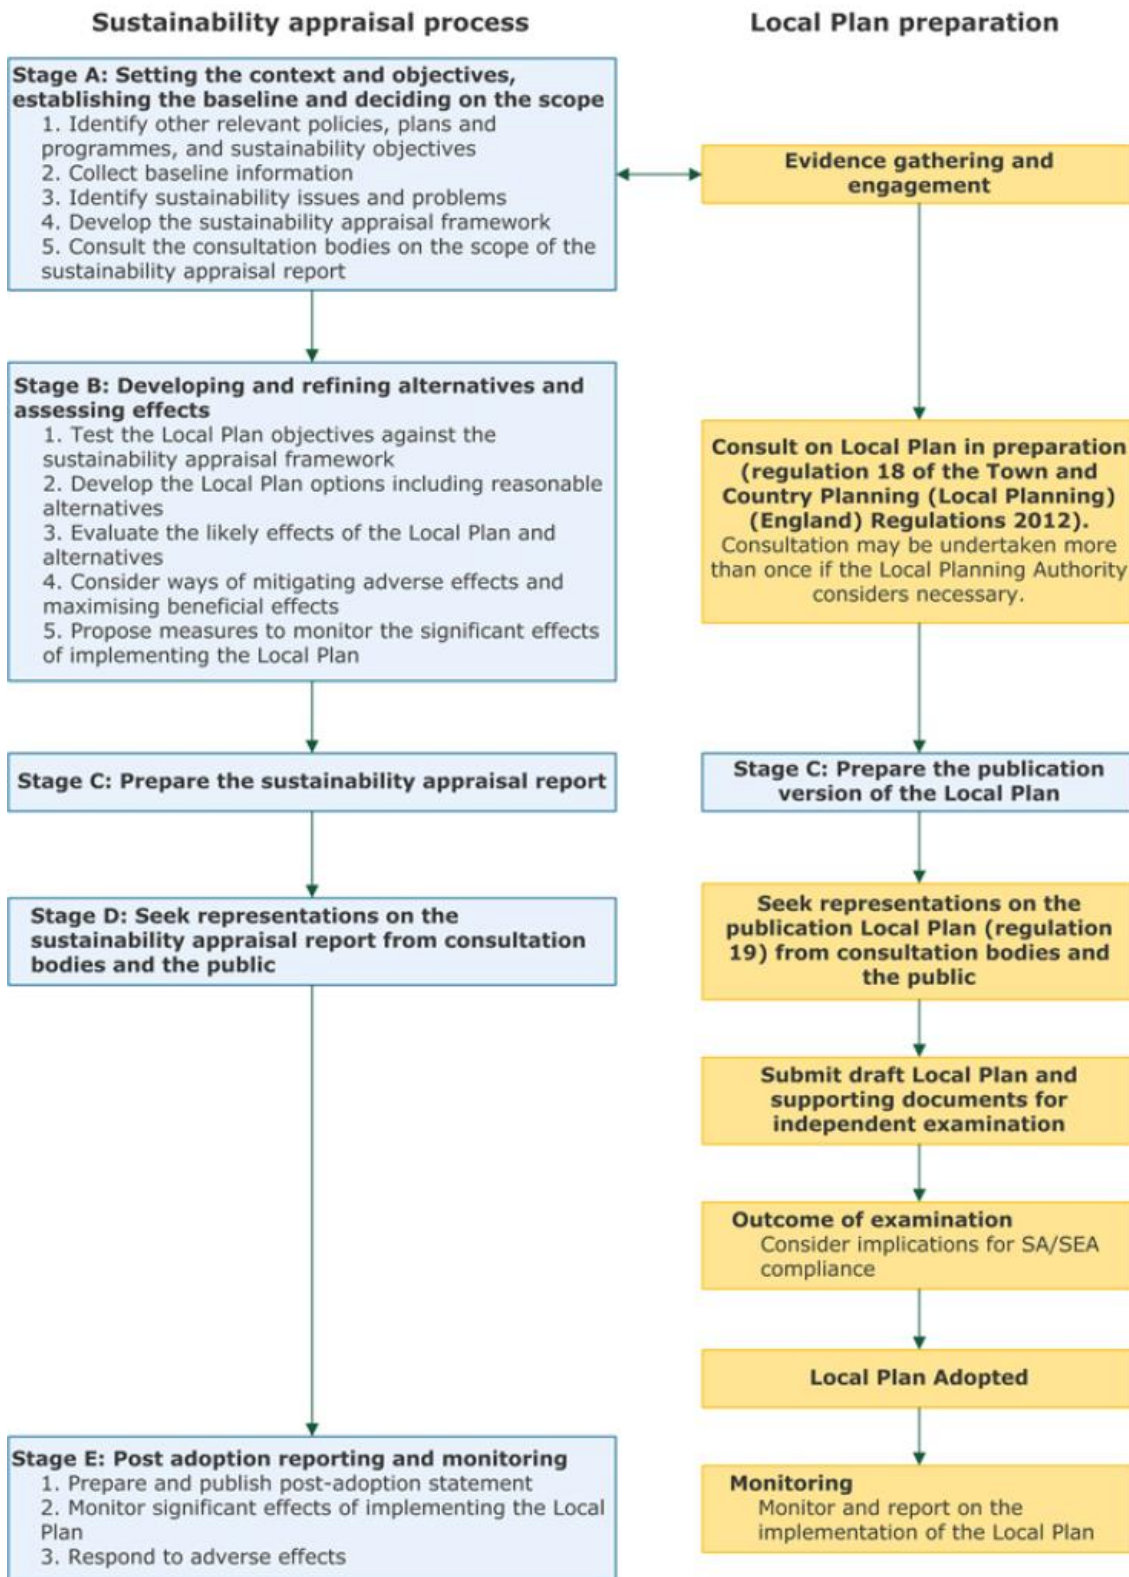 Sustainability appraisal process
Local Plan preparation
Stage A: Setting the context and objectives,
establishing the baseline and deciding on the scope
1. Identify other relevant policies, plans and
programmes, and sustainability objectives
2. Collect baseline information
3. Identify sustainability issues and problems
4. Develop the sustainability appraisal framework
5. Consult the consultation bodies on the scope of the
sustainability appraisal report
Evidence gathering and
engagement
Stage B: Developing and refining alternatives and
assessing effects
1. Test the Local Plan objectives against the
sustainability appraisal framework
2. Develop the Local Plan options including reasonable
alternatives
3. Evaluate the likely effects of the Local Plan and
alternatives
4. Consider ways of mitigating adverse effects and
maximising beneficial effects
5. Propose measures to monitor the significant effects
of implementing the Local Plan
Consult on Local Plan in preparation
(regulation 18 of the Town and
Country Planning (Local Planning)
(England) Regulations 2012).
Consultation may be undertaken more
than once if the Local Planning Authority
considers necessary.
Stage C: Prepare the sustainability appraisal report
Stage C: Prepare the publication
version of the Local Plan
Stage D: Seek representations on the
sustainability appraisal report from consultation
bodies and the public
Seek representations on the
publication Local Plan (regulation
19) from consultation bodies and
the public
Submit draft Local Plan and
supporting documents for
independent examination
Outcome of examination
Consider implications for SA/SEA
compliance
Local Plan Adopted
Stage E: Post adoption reporting and monitoring
1. Prepare and publish post-adoption statement
2. Monitor significant effects of implementing the Local
Plan
3. Respond to adverse effects
Monitoring
Monitor and report on the
implementation of the Local Plan